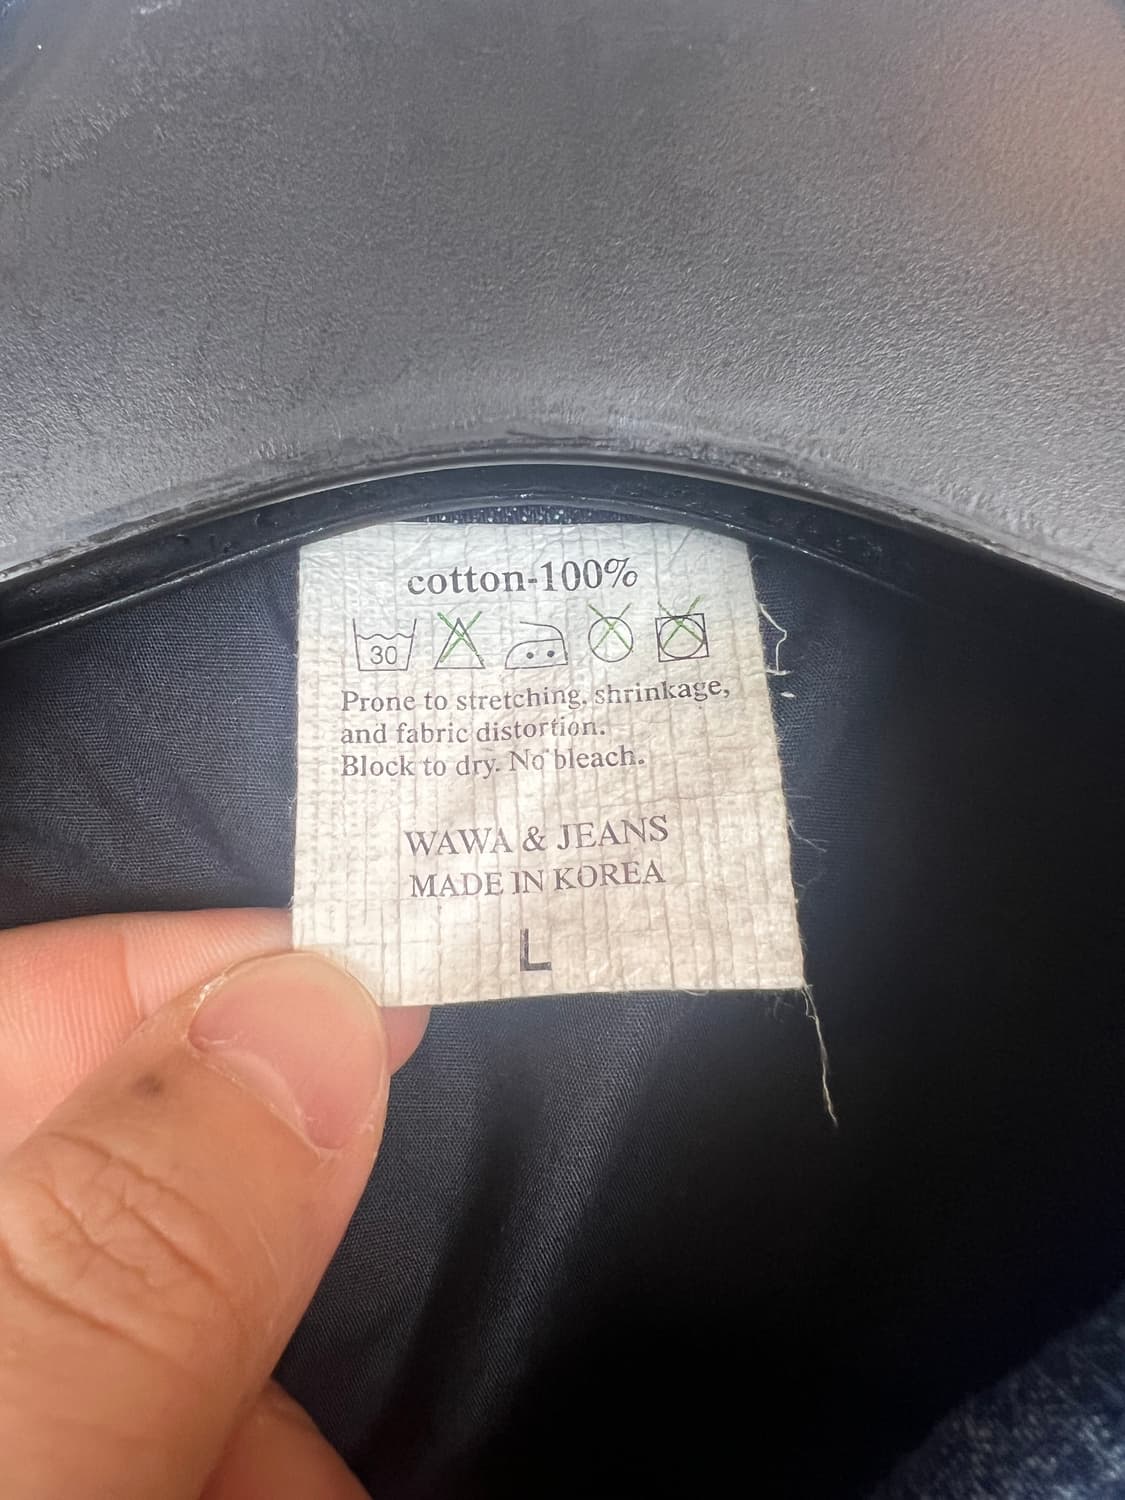 cotton-100%
30
Prone to stretching, shrinkage,
and fabric distortion.
Block to dry. No bleach.
WAWA & JEANS
MADE IN KOREA
L